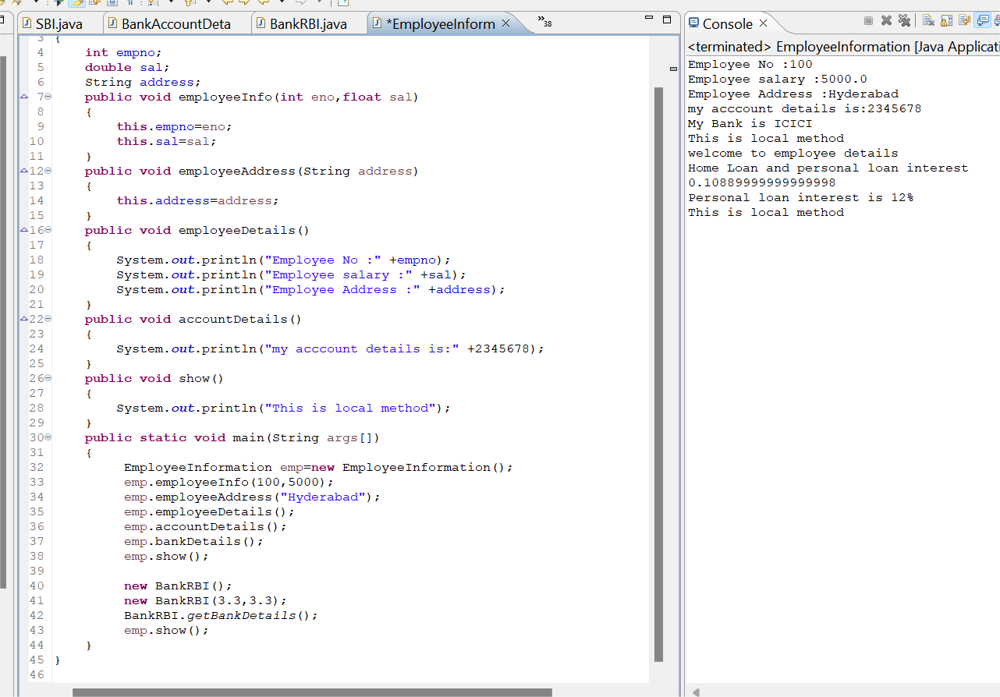 SBI.java
BankAccountDeta
BankRBI.java
*EmployeeInform
»38
3 {
4     int empno;
5     double sal;
6     String address;
7     public void employeeInfo(int eno,float sal)
8     {
9         this.empno=eno;
10         this.sal=sal;
11     }
12     public void employeeAddress(String address)
13     {
14         this.address=address;
15     }
16     public void employeeDetails()
17     {
18         System.out.println("Employee No :" +empno);
19         System.out.println("Employee salary :" +sal);
20         System.out.println("Employee Address :" +address);
21     }
22     public void accountDetails()
23     {
24         System.out.println("my acccount details is:" +2345678);
25     }
26     public void show()
27     {
28         System.out.println("This is local method");
29     }
30     public static void main(String args[])
31     {
32          EmployeeInformation emp=new EmployeeInformation();
33          emp.employeeInfo(100,5000);
34          emp.employeeAddress("Hyderabad");
35          emp.employeeDetails();
36          emp.accountDetails();
37          emp.bankDetails();
38          emp.show();
39
40          new BankRBI();
41          new BankRBI(3.3,3.3);
42          BankRBI.getBankDetails();
43          emp.show();
44     }
45 }
46
Console
<terminated> EmployeeInformation [Java Applicati
Employee No :100
Employee salary :5000.0
Employee Address :Hyderabad
my acccount details is:2345678
My Bank is ICICI
This is local method
welcome to employee details
Home Loan and personal loan interest
0.10889999999999998
Personal loan interest is 12%
This is local method